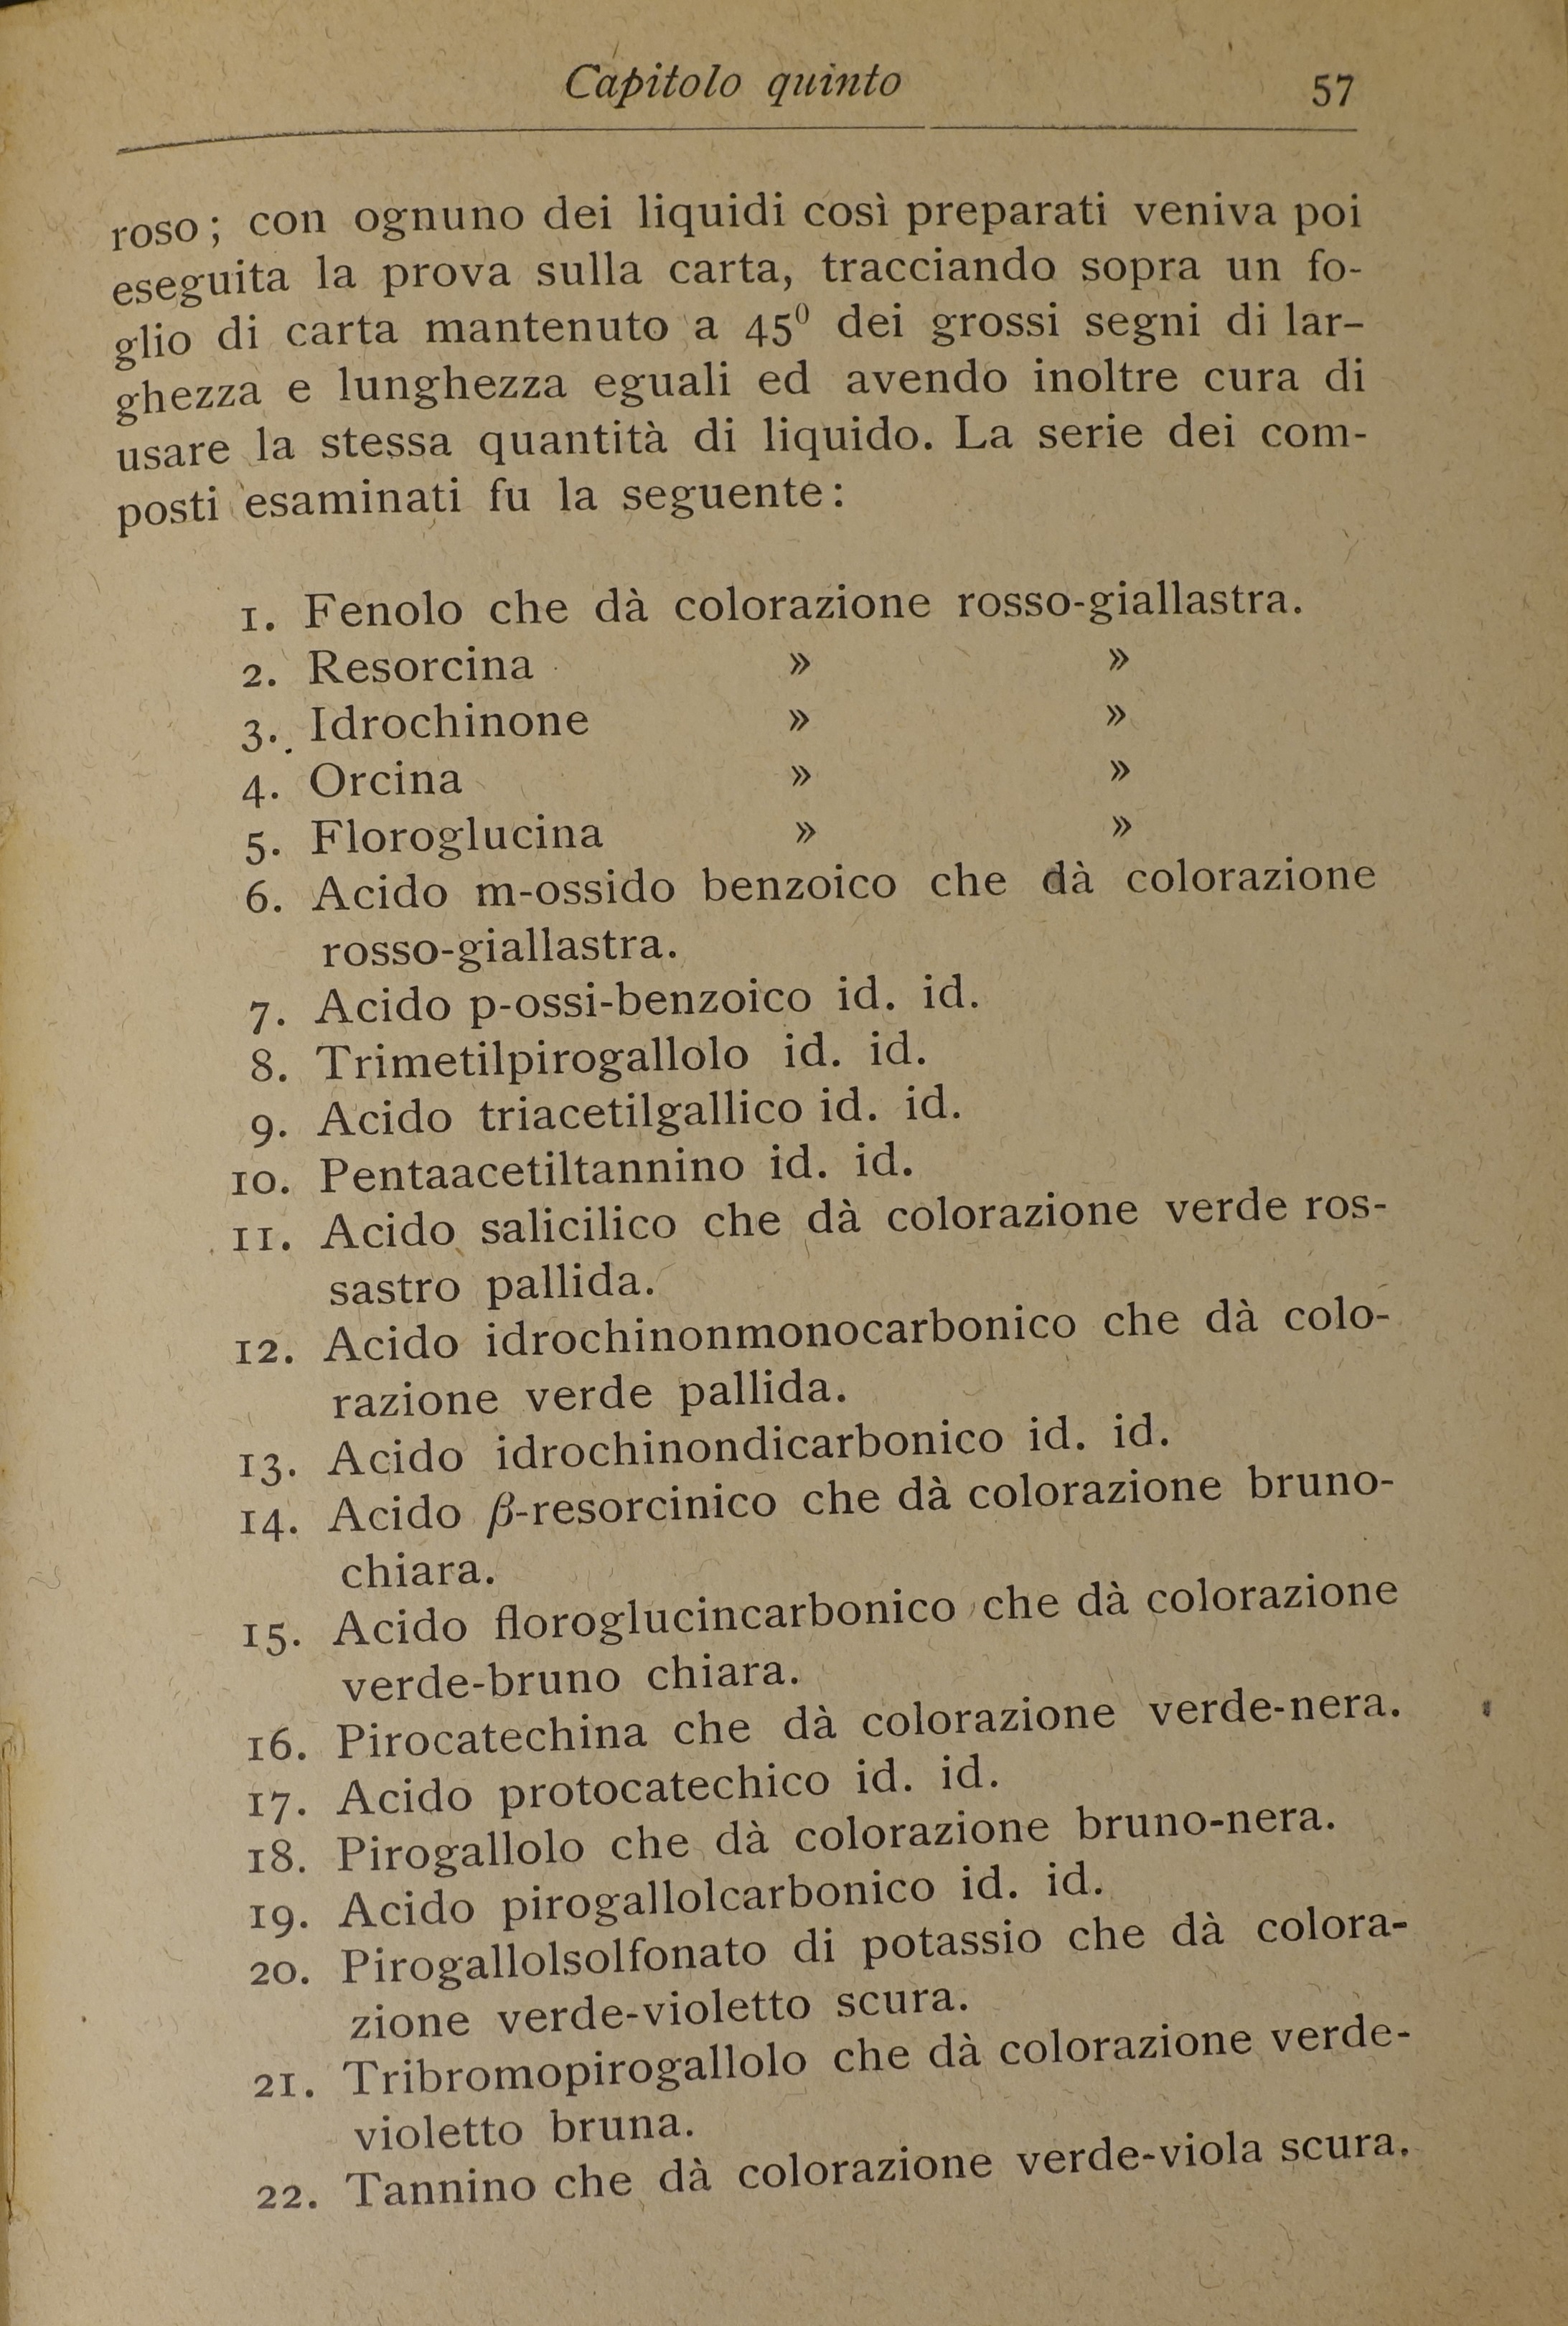 Capitolo quinto 57
roso; con ognuno dei liquidi così preparati veniva poi
eseguita la prova sulla carta, tracciando sopra un fo-
glio di carta mantenuto a 45⁰ dei grossi segni di lar-
ghezza e lunghezza eguali ed avendo inoltre cura di
usare la stessa quantità di liquido. La serie dei com-
posti esaminati fu la seguente:
1. Fenolo che dà colorazione rosso-giallastra.
2. Resorcina » »
3. Idrochinone » »
4. Orcina » »
5. Floroglucina » »
6. Acido m-ossido benzoico che dà colorazione
rosso-giallastra.
7. Acido p-ossi-benzoico id. id.
8. Trimetilpirogallolo id. id.
9. Acido triacetilgallico id. id.
10. Pentaacetiltannino id. id.
11. Acido salicilico che dà colorazione verde ros-
sastro pallida.
12. Acido idrochinonmonocarbonico che dà colo-
razione verde pallida.
13. Acido idrochinondicarbonico id. id.
14. Acido β-resorcinico che dà colorazione bruno-
chiara.
15. Acido floroglucincarbonico che dà colorazione
verde-bruno chiara.
16. Pirocatechina che dà colorazione verde-nera.
17. Acido protocatechico id. id.
18. Pirogallolo che dà colorazione bruno-nera.
19. Acido pirogallolcarbonico id. id.
20. Pirogallolsolfonato di potassio che dà colora-
zione verde-violetto scura.
21. Tribromopirogallolo che dà colorazione verde-
violetto bruna.
22. Tannino che dà colorazione verde-viola scura.